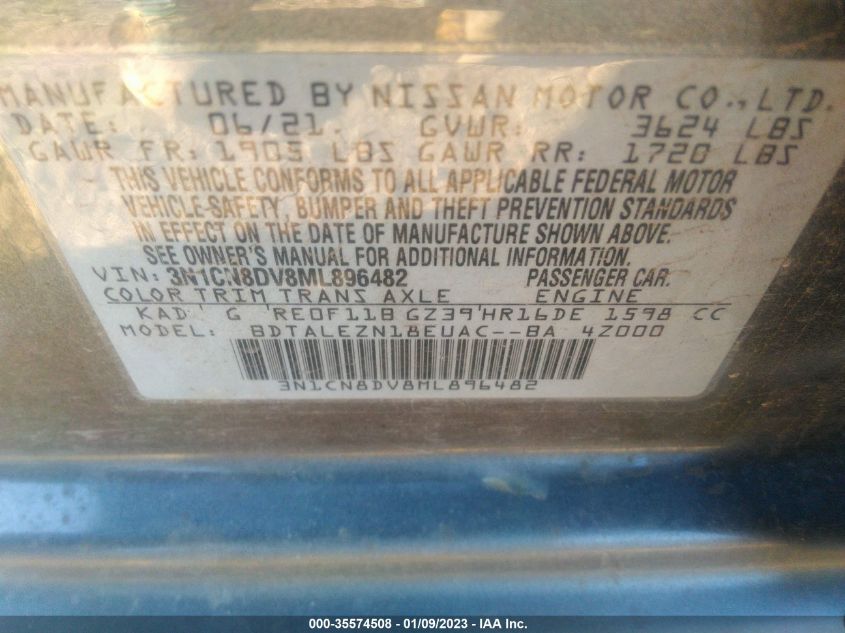 MANUFACTURED BY NISSAN MOTOR CO., LTD.
DATE: 06/21. GVWR: 3624 LBS
GAWR FR: 1903 LBS GAWR RR: 1720 LBS
THIS VEHICLE CONFORMS TO ALL APPLICABLE FEDERAL MOTOR
VEHICLE-SAFETY, BUMPER AND THEFT PREVENTION STANDARDS
IN EFFECT ON THE DATE OF MANUFACTURE SHOWN ABOVE.
SEE OWNER'S MANUAL FOR ADDITIONAL INFORMATION.
VIN: 3N1CN8DV8ML896482 PASSENGER CAR.
COLOR TRIM TRANS AXLE ENGINE
KAD G RE0F11B GZ39 HR16DE 1598 CC
MODEL: BDTALEZN18EUAC--BA 4Z000
3N1CN8DV8ML896482
000-35574508 - 01/09/2023 - IAA Inc.